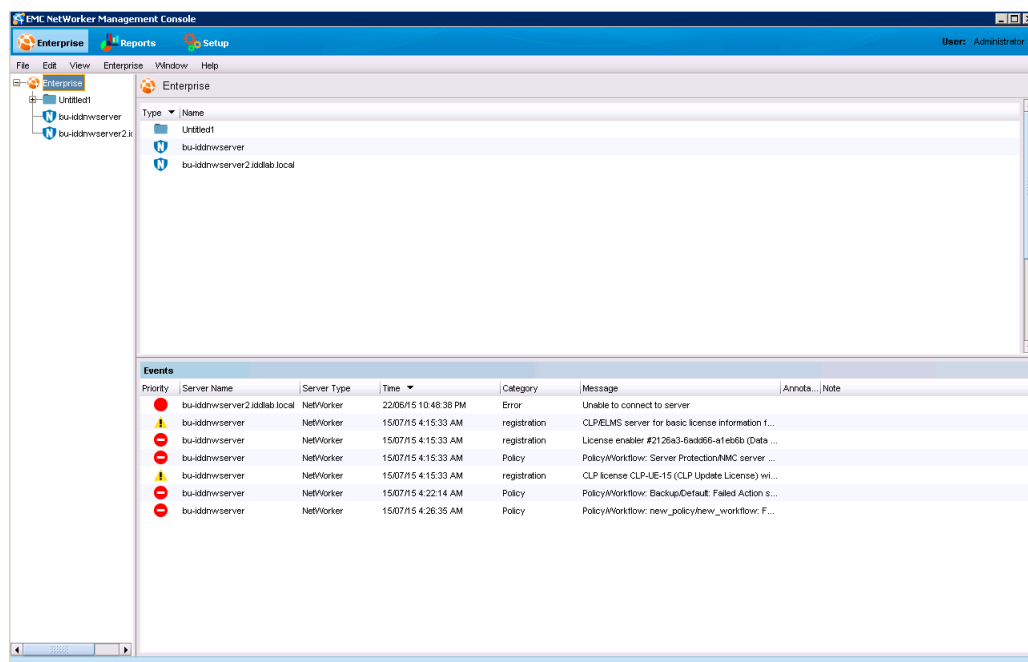 EMC NetWorker Management Console
Enterprise Reports Setup User: Administrator
File Edit View Enterprise Window Help
Enterprise
Untitled1
bu-iddnwserver
bu-iddnwserver2.ic
Enterprise
Type Name
Untitled1
bu-iddnwserver
bu-iddnwserver2.iddlab.local
Events
Priority Server Name Server Type Time Category Message Annota... Note
bu-iddnwserver2.iddlab.local NetWorker 22/06/15 10:48:38 PM Error Unable to connect to server
bu-iddnwserver NetWorker 15/07/15 4:15:33 AM registration CLP/ELMS server for basic license information f...
bu-iddnwserver NetWorker 15/07/15 4:15:33 AM registration License enabler #2126a3-6add66-a1eb6b (Data ...
bu-iddnwserver NetWorker 15/07/15 4:15:33 AM Policy Policy/Workflow: Server Protection/NMC server ...
bu-iddnwserver NetWorker 15/07/15 4:15:33 AM registration CLP license CLP-UE-15 (CLP Update License) wi...
bu-iddnwserver NetWorker 15/07/15 4:22:14 AM Policy Policy/Workflow: Backup/Default: Failed Action s...
bu-iddnwserver NetWorker 15/07/15 4:26:35 AM Policy Policy/Workflow: new_policy/new_workflow: F...